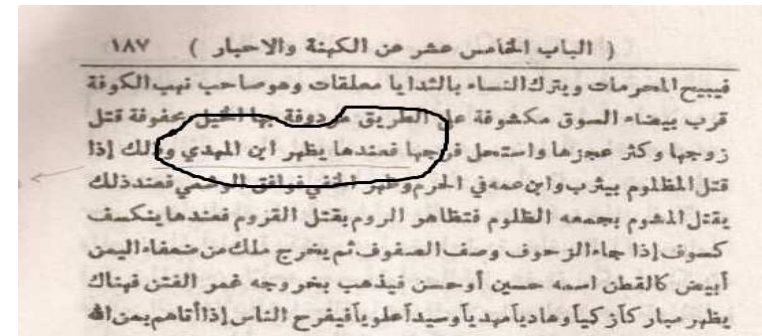 ( الباب الخامس عشر عن الكهنة والاحبار ) ١٨٧
فيبيح المحرمات ويترك النساء بالثدايا معلقات وهو صاحب نهب الكوفة
قرب بيضاء السوق مكشوفة على الطريق مردوفة بها الخيل محفوفة قتل
زوجها وكثر عجزها واستحل فرجها فعندها يظهر ابن المهدي وذلك إذا
قتل المظلوم بيثرب وابن عمه في الحرم وظهر الخفي فوافق الوشمي فعند ذلك
يقتل المشوم بجمعه الظلوم فتظاهر الروم بقتل القروم فعندها ينكسف
كسوف إذا جاء الزحوف وصف الصفوف ثم يخرج ملك من صنعاء اليمن
أبيض كالقطن اسمه حسين أو حسن فيذهب بخروجه غمر الفتن فهناك
يظهر مباركاً زكياً وهادياً مهدياً وسيداً علوياً فيفرح الناس إذا أتاهم بمن الله